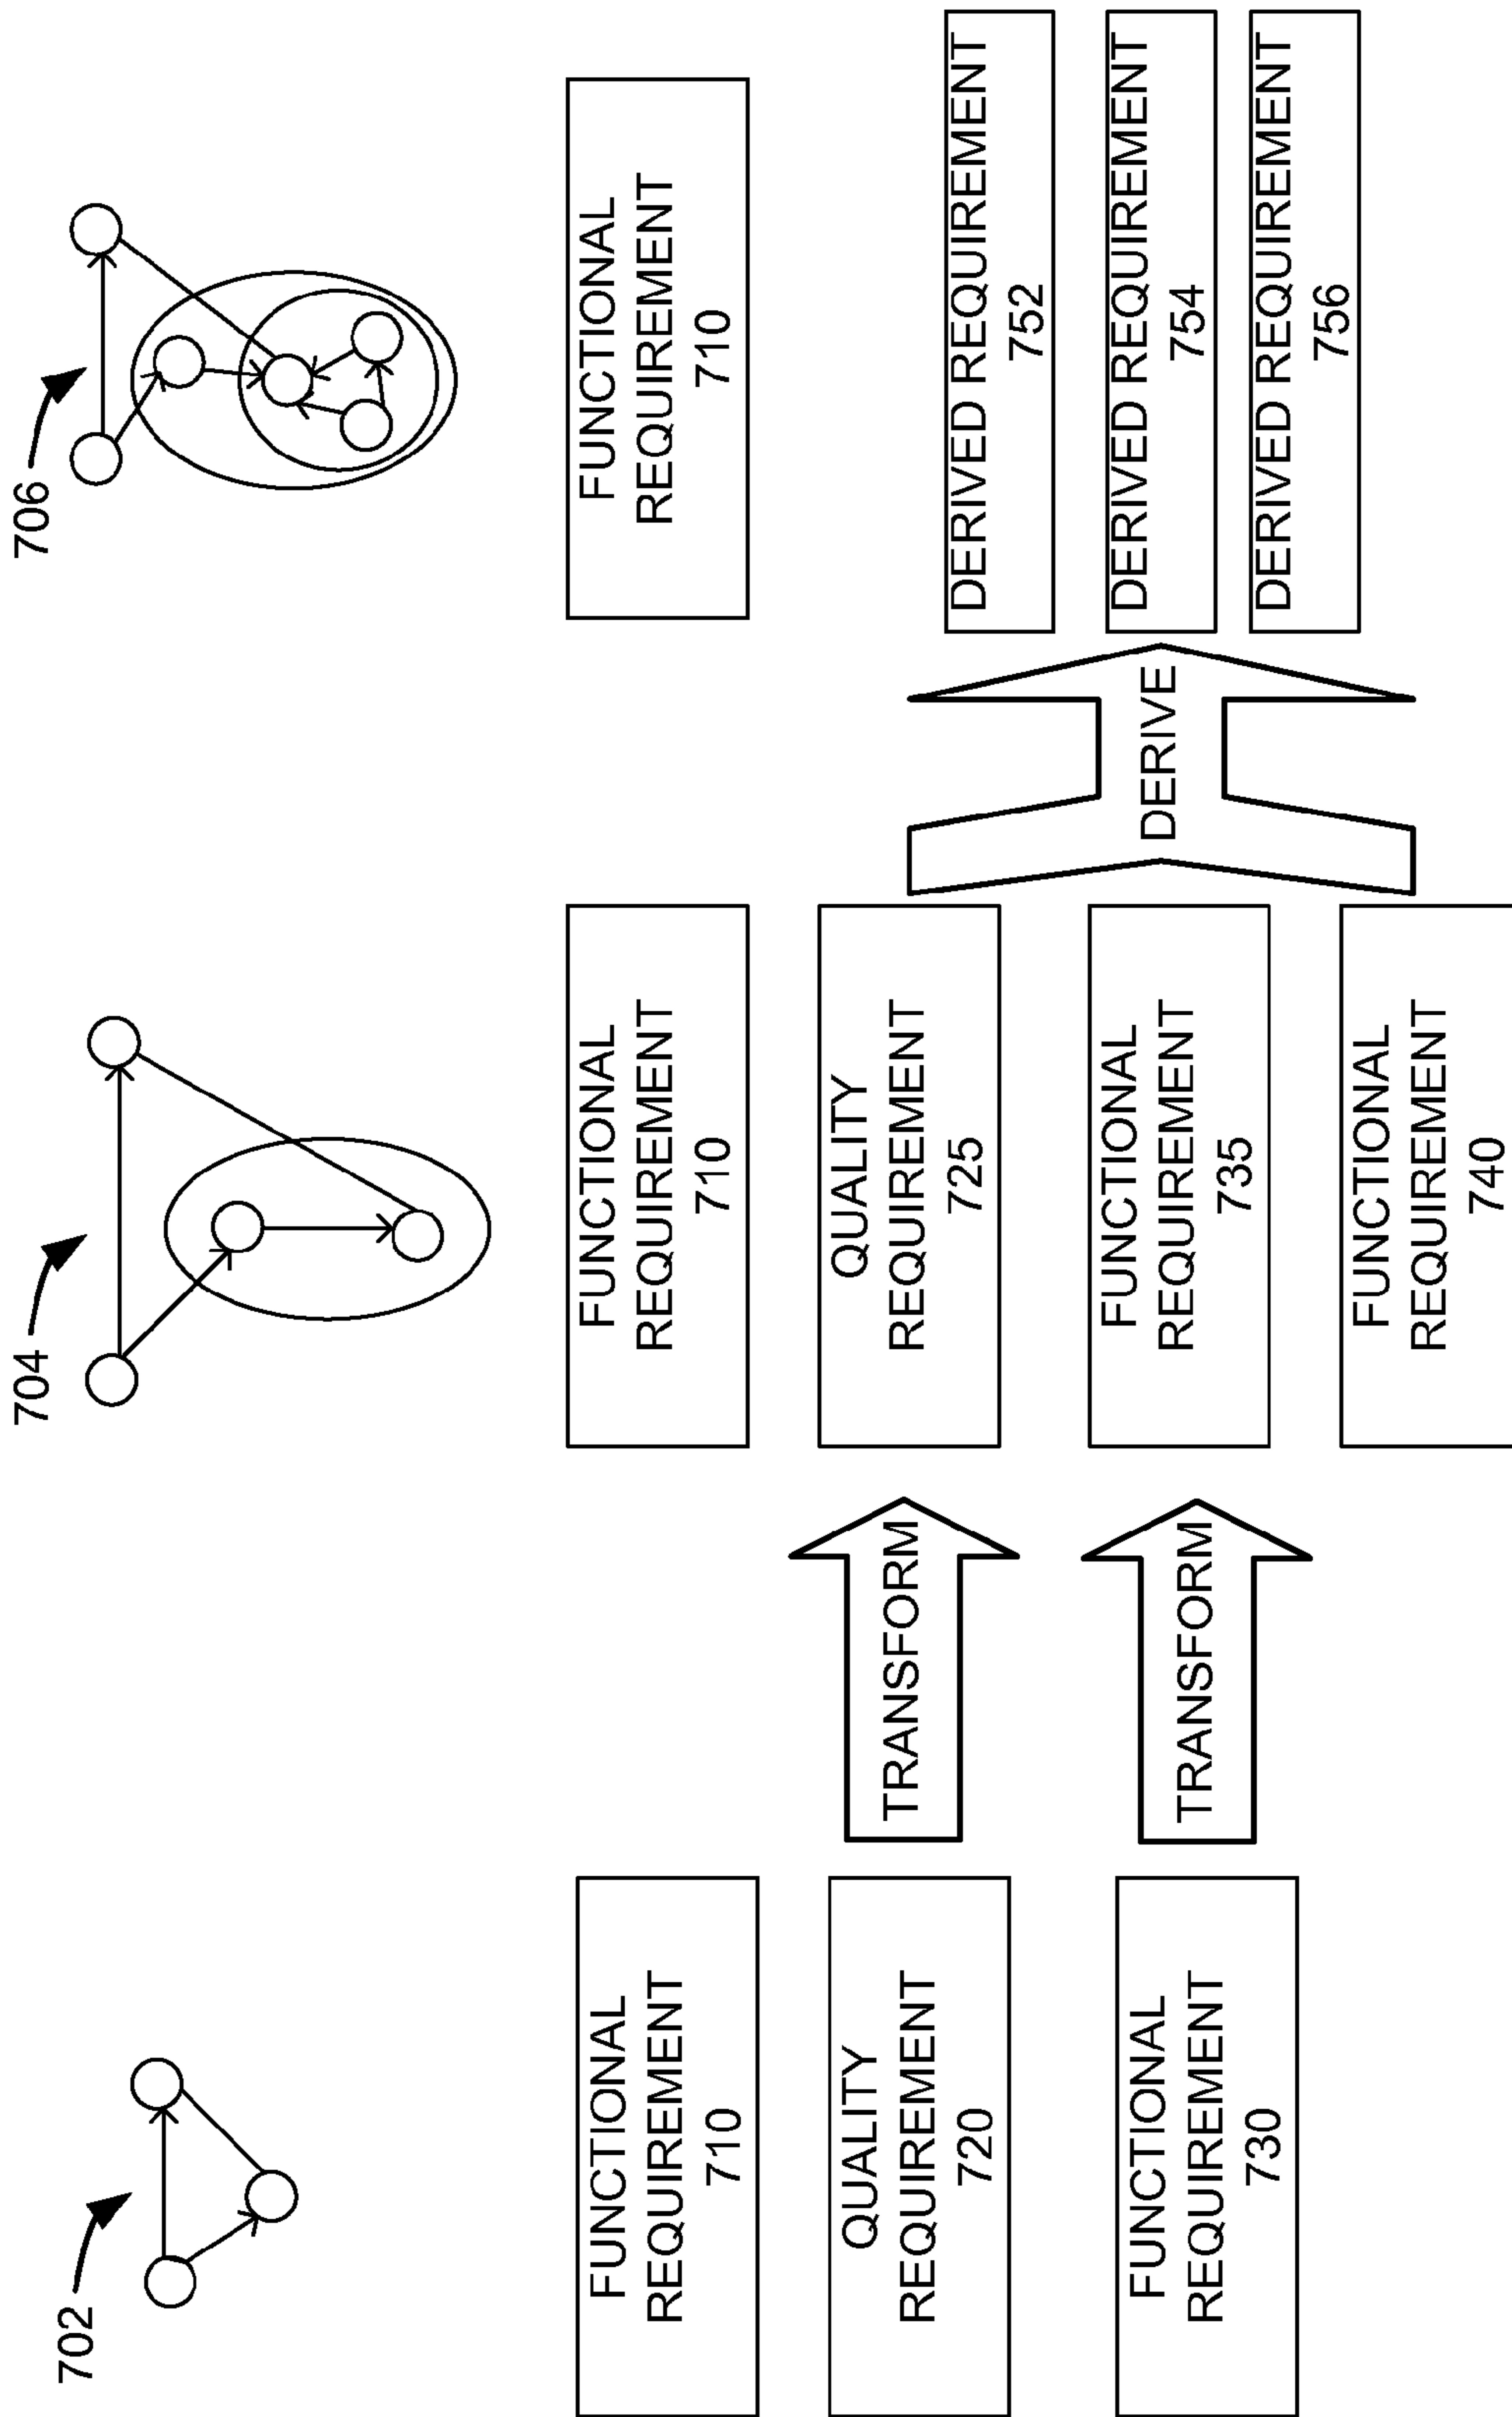 702
704
706
FUNCTIONAL
REQUIREMENT
710
QUALITY
REQUIREMENT
720
FUNCTIONAL
REQUIREMENT
730
TRANSFORM
TRANSFORM
FUNCTIONAL
REQUIREMENT
710
QUALITY
REQUIREMENT
725
FUNCTIONAL
REQUIREMENT
735
FUNCTIONAL
REQUIREMENT
740
DERIVE
FUNCTIONAL
REQUIREMENT
710
DERIVED REQUIREMENT
752
DERIVED REQUIREMENT
754
DERIVED REQUIREMENT
756